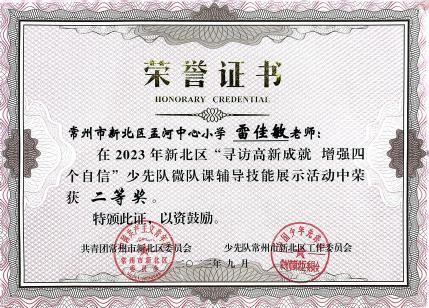 荣誉证书
HONORARY CREDENTIAL
常州市新北区孟河中心小学 雷佳敏老师：
在2023年新北区“寻访高新成就 增强四
个自信”少先队微队课辅导技能展示活动中荣
获 二等奖。
特颁此证，以资鼓励。
共青团常州市新北区委员会 少先队常州市新北区工作委员会
二〇二三年九月